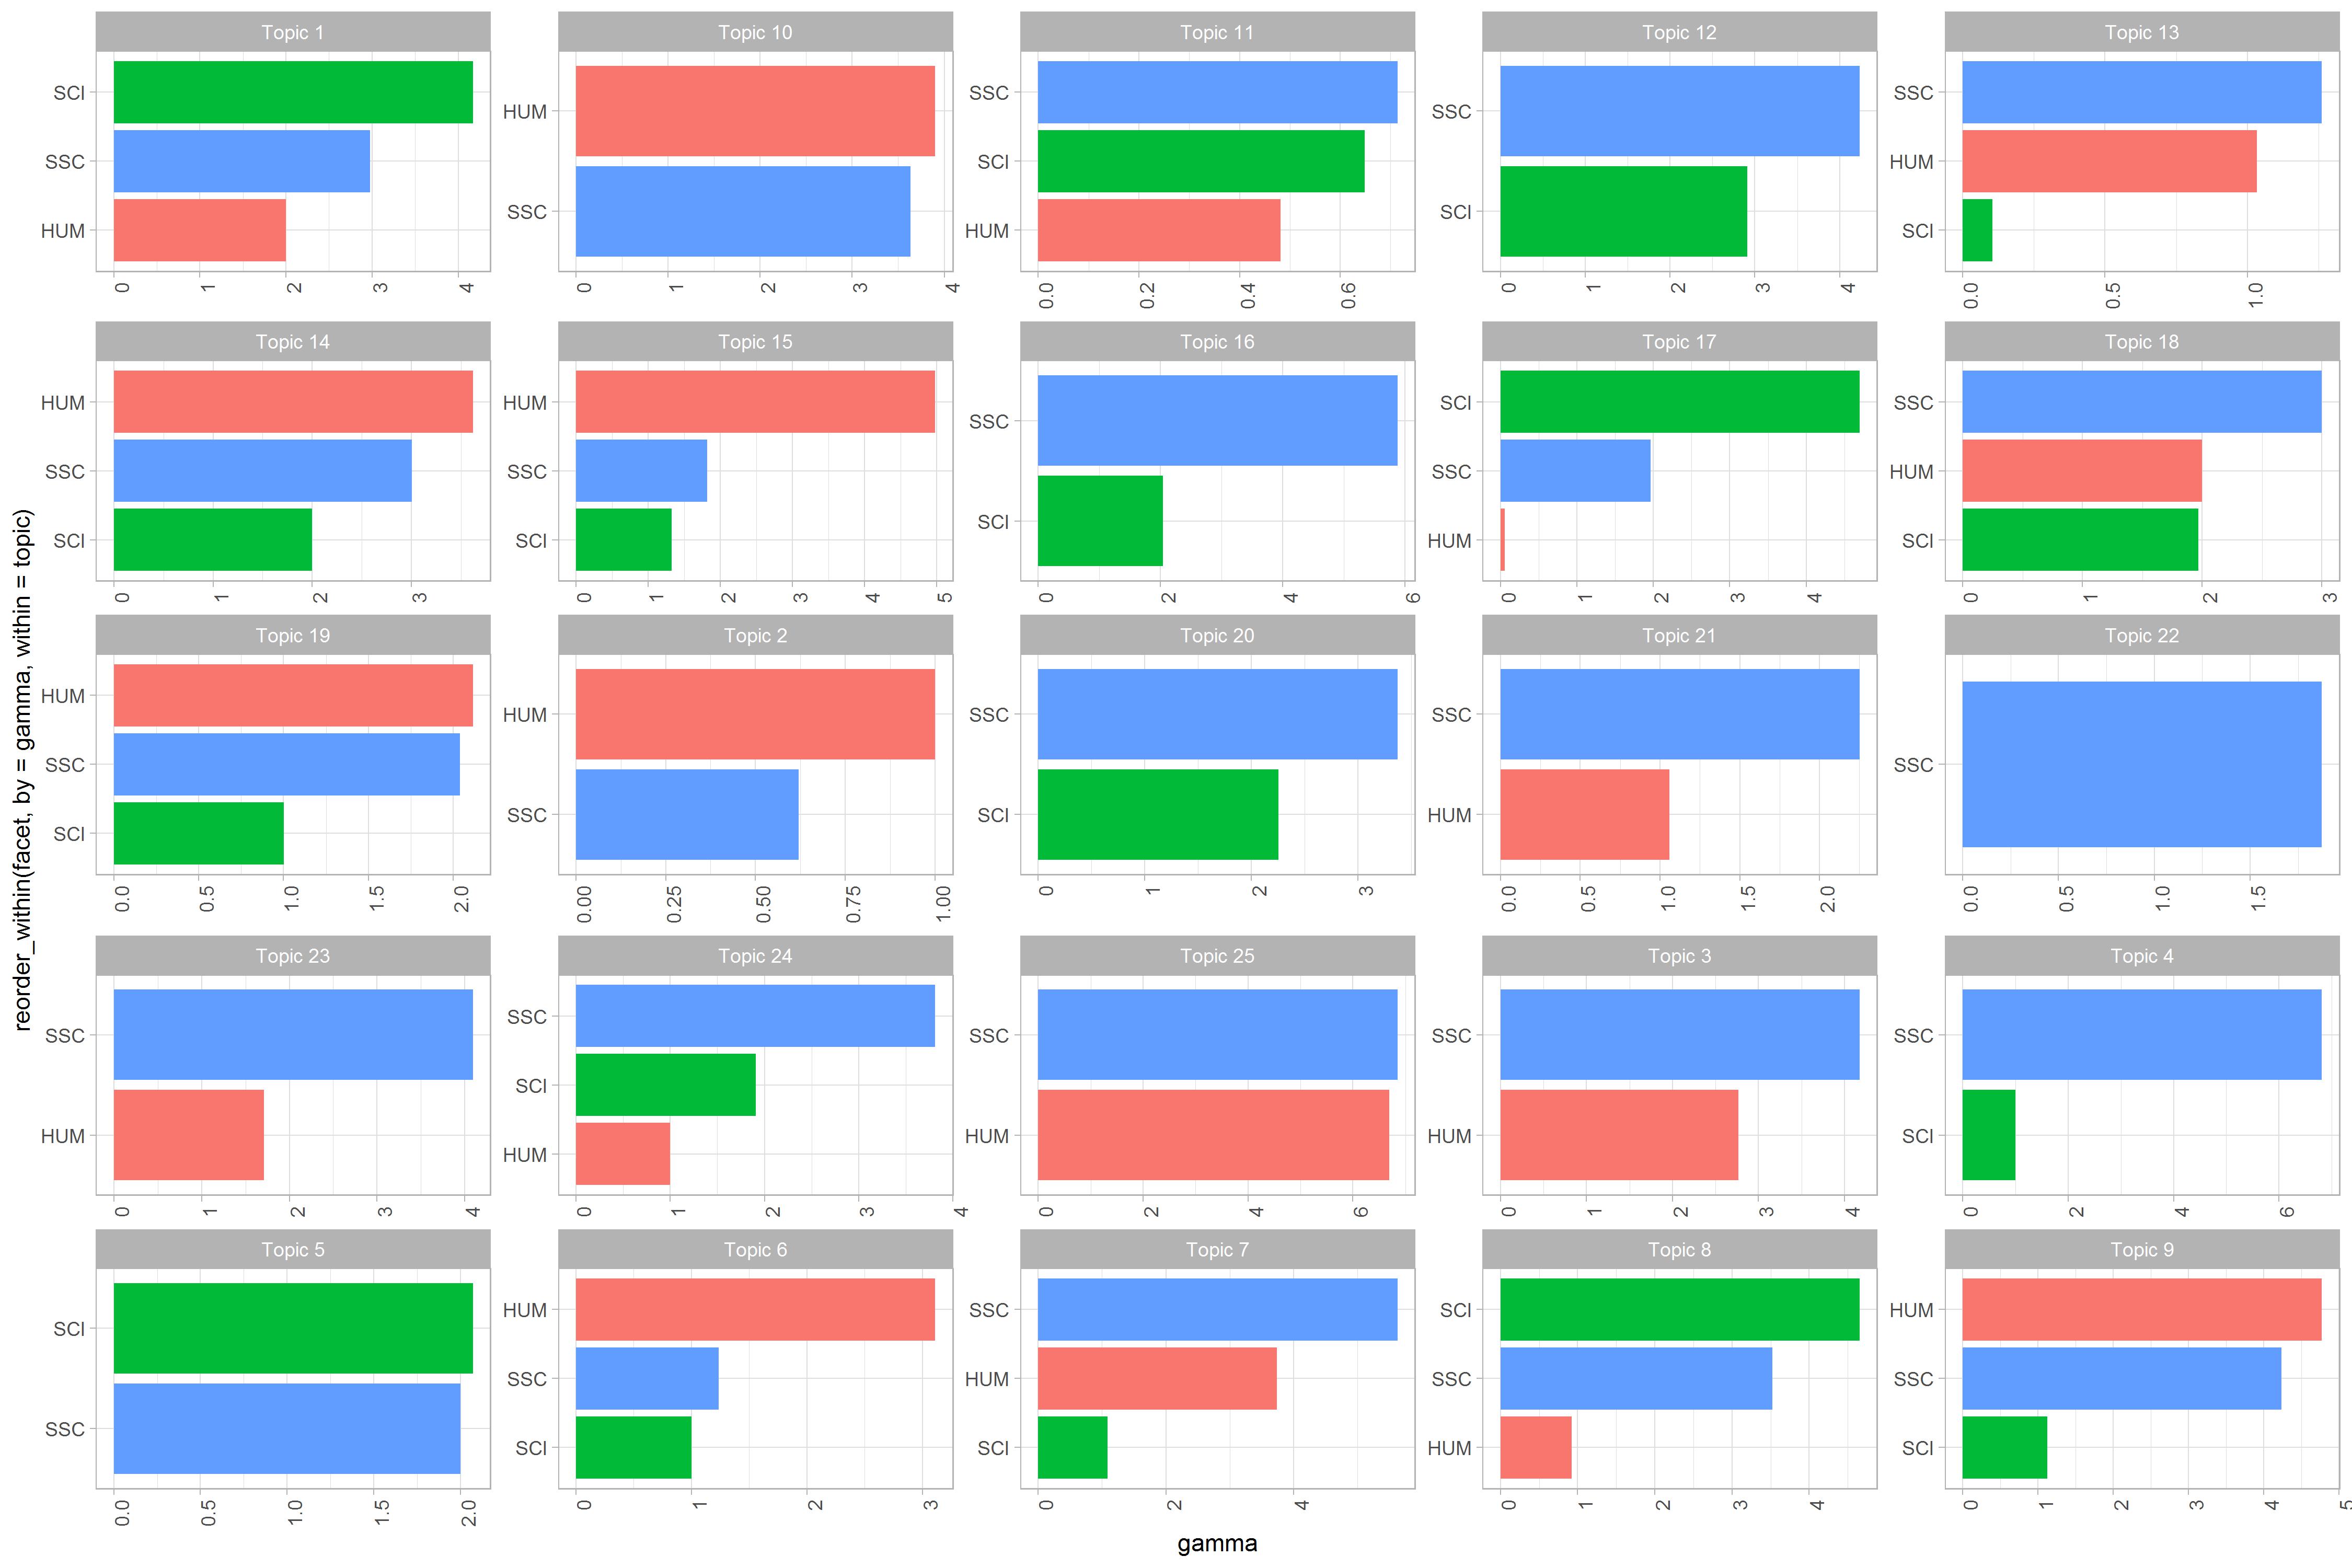 Topic 1
SCI
SSC
HUM
0 1 2 3 4
Topic 10
HUM
SSC
0 1 2 3 4
Topic 11
SSC
SCI
HUM
0.0 0.2 0.4 0.6
Topic 12
SSC
SCI
0 1 2 3 4
Topic 13
SSC
HUM
SCI
0.0 0.5 1.0
Topic 14
HUM
SSC
SCI
0 1 2 3
Topic 15
HUM
SSC
SCI
0 1 2 3 4 5
Topic 16
SSC
SCI
0 2 4 6
Topic 17
SCI
SSC
HUM
0 1 2 3 4
Topic 18
SSC
HUM
SCI
0 1 2 3
reorder_within(facet, by = gamma, within = topic)
Topic 19
HUM
SSC
SCI
0.0 0.5 1.0 1.5 2.0
Topic 2
HUM
SSC
0.00 0.25 0.50 0.75 1.00
Topic 20
SSC
SCI
0 1 2 3
Topic 21
SSC
HUM
0.0 0.5 1.0 1.5 2.0
Topic 22
SSC
0.0 0.5 1.0 1.5
Topic 23
SSC
HUM
0 1 2 3 4
Topic 24
SSC
SCI
HUM
0 1 2 3 4
Topic 25
SSC
HUM
0 2 4 6
Topic 3
SSC
HUM
0 1 2 3 4
Topic 4
SSC
SCI
0 2 4 6
Topic 5
SCI
SSC
0.0 0.5 1.0 1.5 2.0
Topic 6
HUM
SSC
SCI
0 1 2 3
Topic 7
SSC
HUM
SCI
0 2 4
Topic 8
SCI
SSC
HUM
0 1 2 3 4
Topic 9
HUM
SSC
SCI
0 1 2 3 4 5
gamma